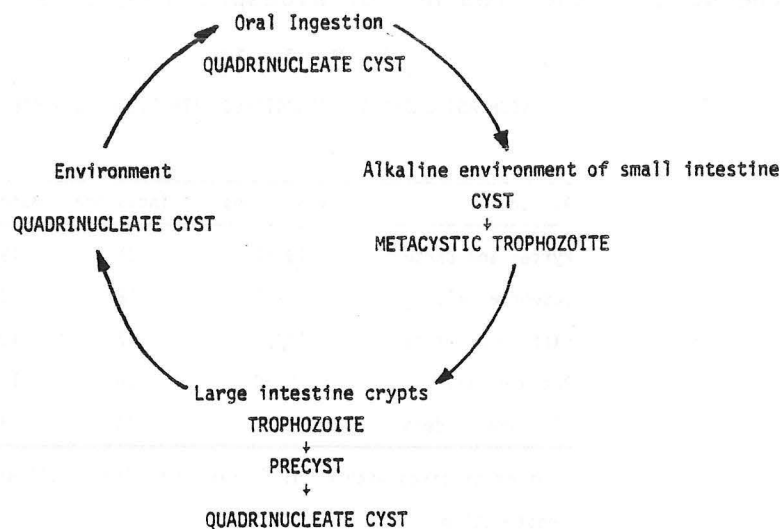 Oral Ingestion
QUADRINUCLEATE CYST
Environment
QUADRINUCLEATE CYST
Alkaline environment of small intestine
CYST
↓
METACYSTIC TROPHOZOITE
Large intestine crypts
TROPHOZOITE
↓
PRECYST
↓
QUADRINUCLEATE CYST